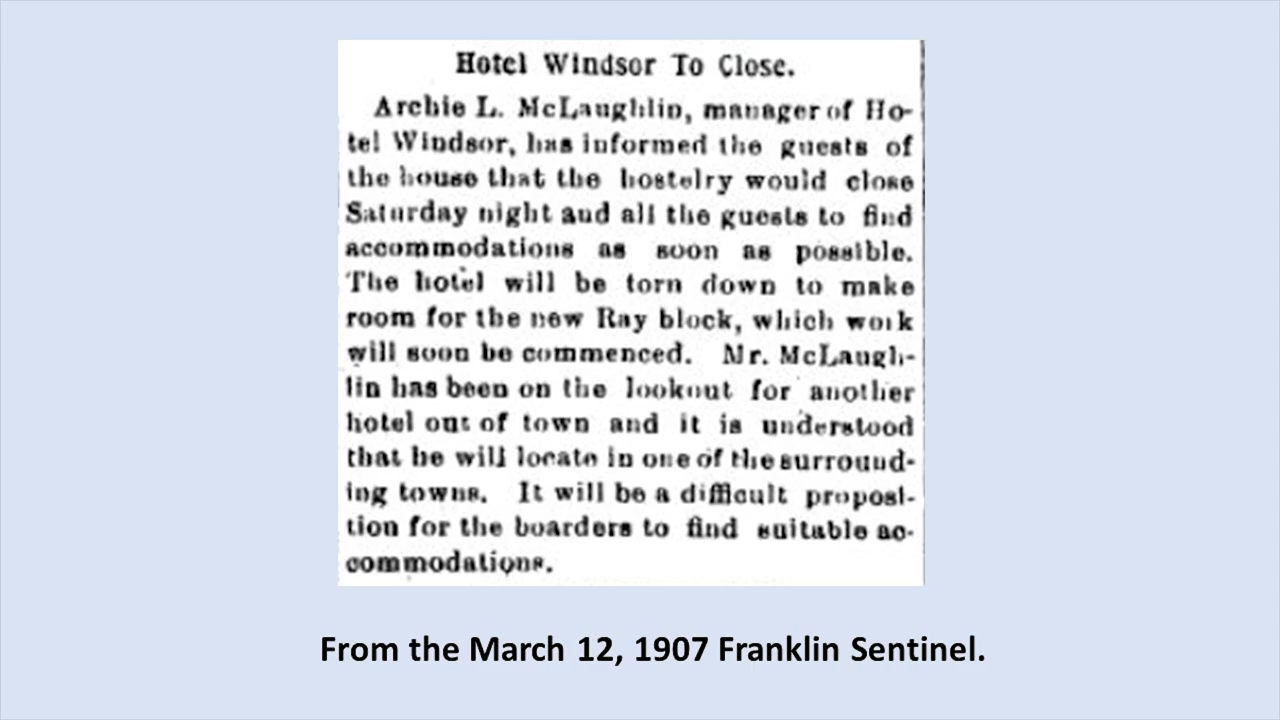 Hotel Windsor To Close.
Archie L. McLaughlin, manager of Ho-
tel Windsor, has informed the guests of
the house that the hostelry would close
Saturday night and all the guests to find
accommodations as soon as possible.
The hotel will be torn down to make
room for the new Ray block, which work
will soon be commenced. Mr. McLaugh-
lin has been on the lookout for another
hotel out of town and it is understood
that he will locate in one of the surround-
ing towns. It will be a difficult proposi-
tion for the boarders to find suitable ac-
commodations.
From the March 12, 1907 Franklin Sentinel.